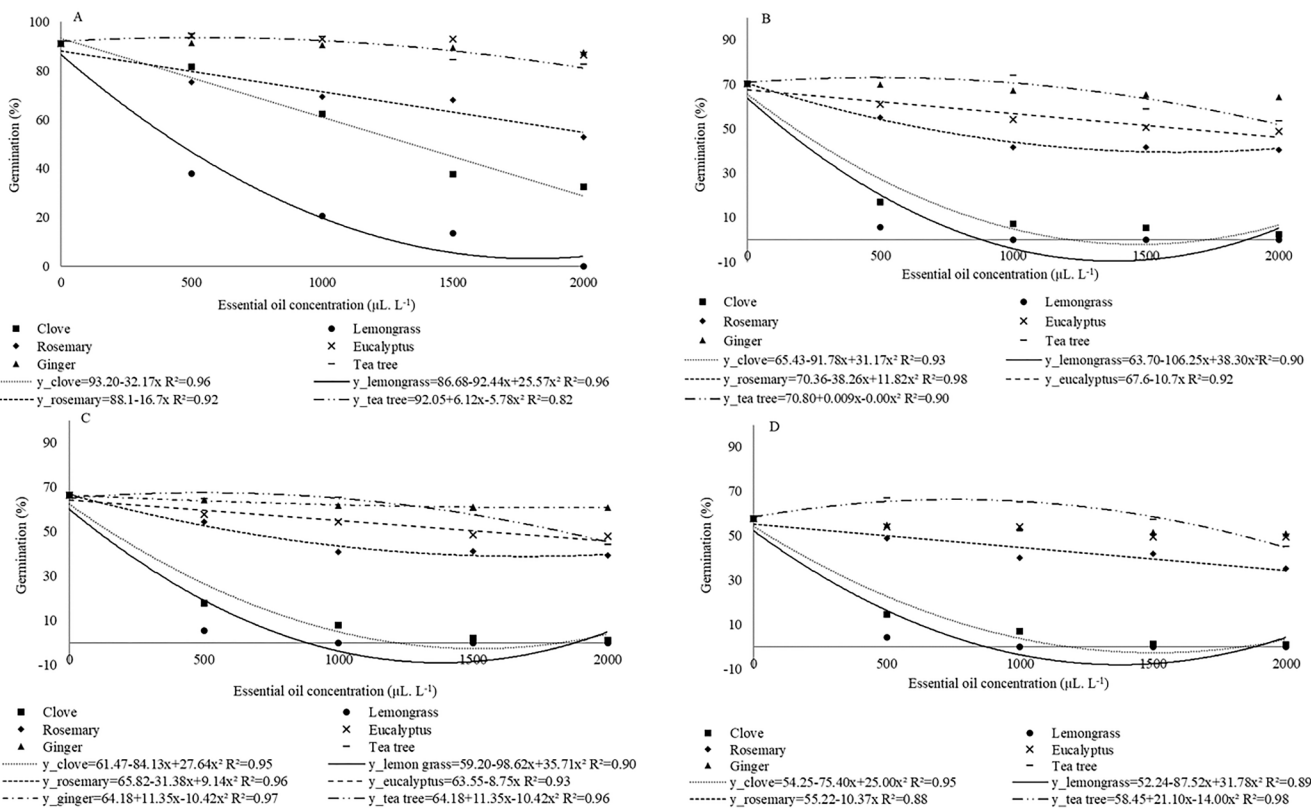 A
100
80
60
40
20
0
Germination (%)
0 500 1000 1500 2000
Essential oil concentration (µL. L⁻¹)
Clove Lemongrass
Rosemary Eucalyptus
Ginger Tea tree
y_clove=93.20-32.17x R²=0.96 y_lemongrass=86.68-92.44x+25.57x² R²=0.96
y_rosemary=88.1-16.7x R²=0.92 y_tea tree=92.05+6.12x-5.78x² R²=0.82
B
90
70
50
30
10
-10
Germination (%)
0 500 1000 1500 2000
Essential oil concentration (µL. L⁻¹)
Clove Lemongrass
Rosemary Eucalyptus
Ginger Tea tree
y_clove=65.43-91.78x+31.17x² R²=0.93 y_lemongrass=63.70-106.25x+38.30x²R²=0.90
y_rosemary=70.36-38.26x+11.82x² R²=0.98 y_eucalyptus=67.6-10.7x R²=0.92
y_tea tree=70.80+0.009x-0.00x² R²=0.90
C
90
70
50
30
10
-10
Germination (%)
0 500 1000 1500 2000
Essential oil concentration (µL. L⁻¹)
Clove Lemongrass
Rosemary Eucalyptus
Ginger Tea tree
y_clove=61.47-84.13x+27.64x² R²=0.95 y_lemon grass=59.20-98.62x+35.71x² R²=0.90
y_rosemary=65.82-31.38x+9.14x² R²=0.96 y_eucalyptus=63.55-8.75x R²=0.93
y_ginger=64.18+11.35x-10.42x² R²=0.97 y_tea tree=64.18+11.35x-10.42x² R²=0.96
D
90
70
50
30
10
-10
Germination (%)
0 500 1000 1500 2000
Essential oil concentration (µL. L⁻¹)
Clove Lemongrass
Rosemary Eucalyptus
Ginger Tea tree
y_clove=54.25-75.40x+25.00x² R²=0.95 y_lemongrass=52.24-87.52x+31.78x² R²=0.89
y_rosemary=55.22-10.37x R²=0.88 y_tea tree=58.45+21.10x-14.00x² R²=0.98